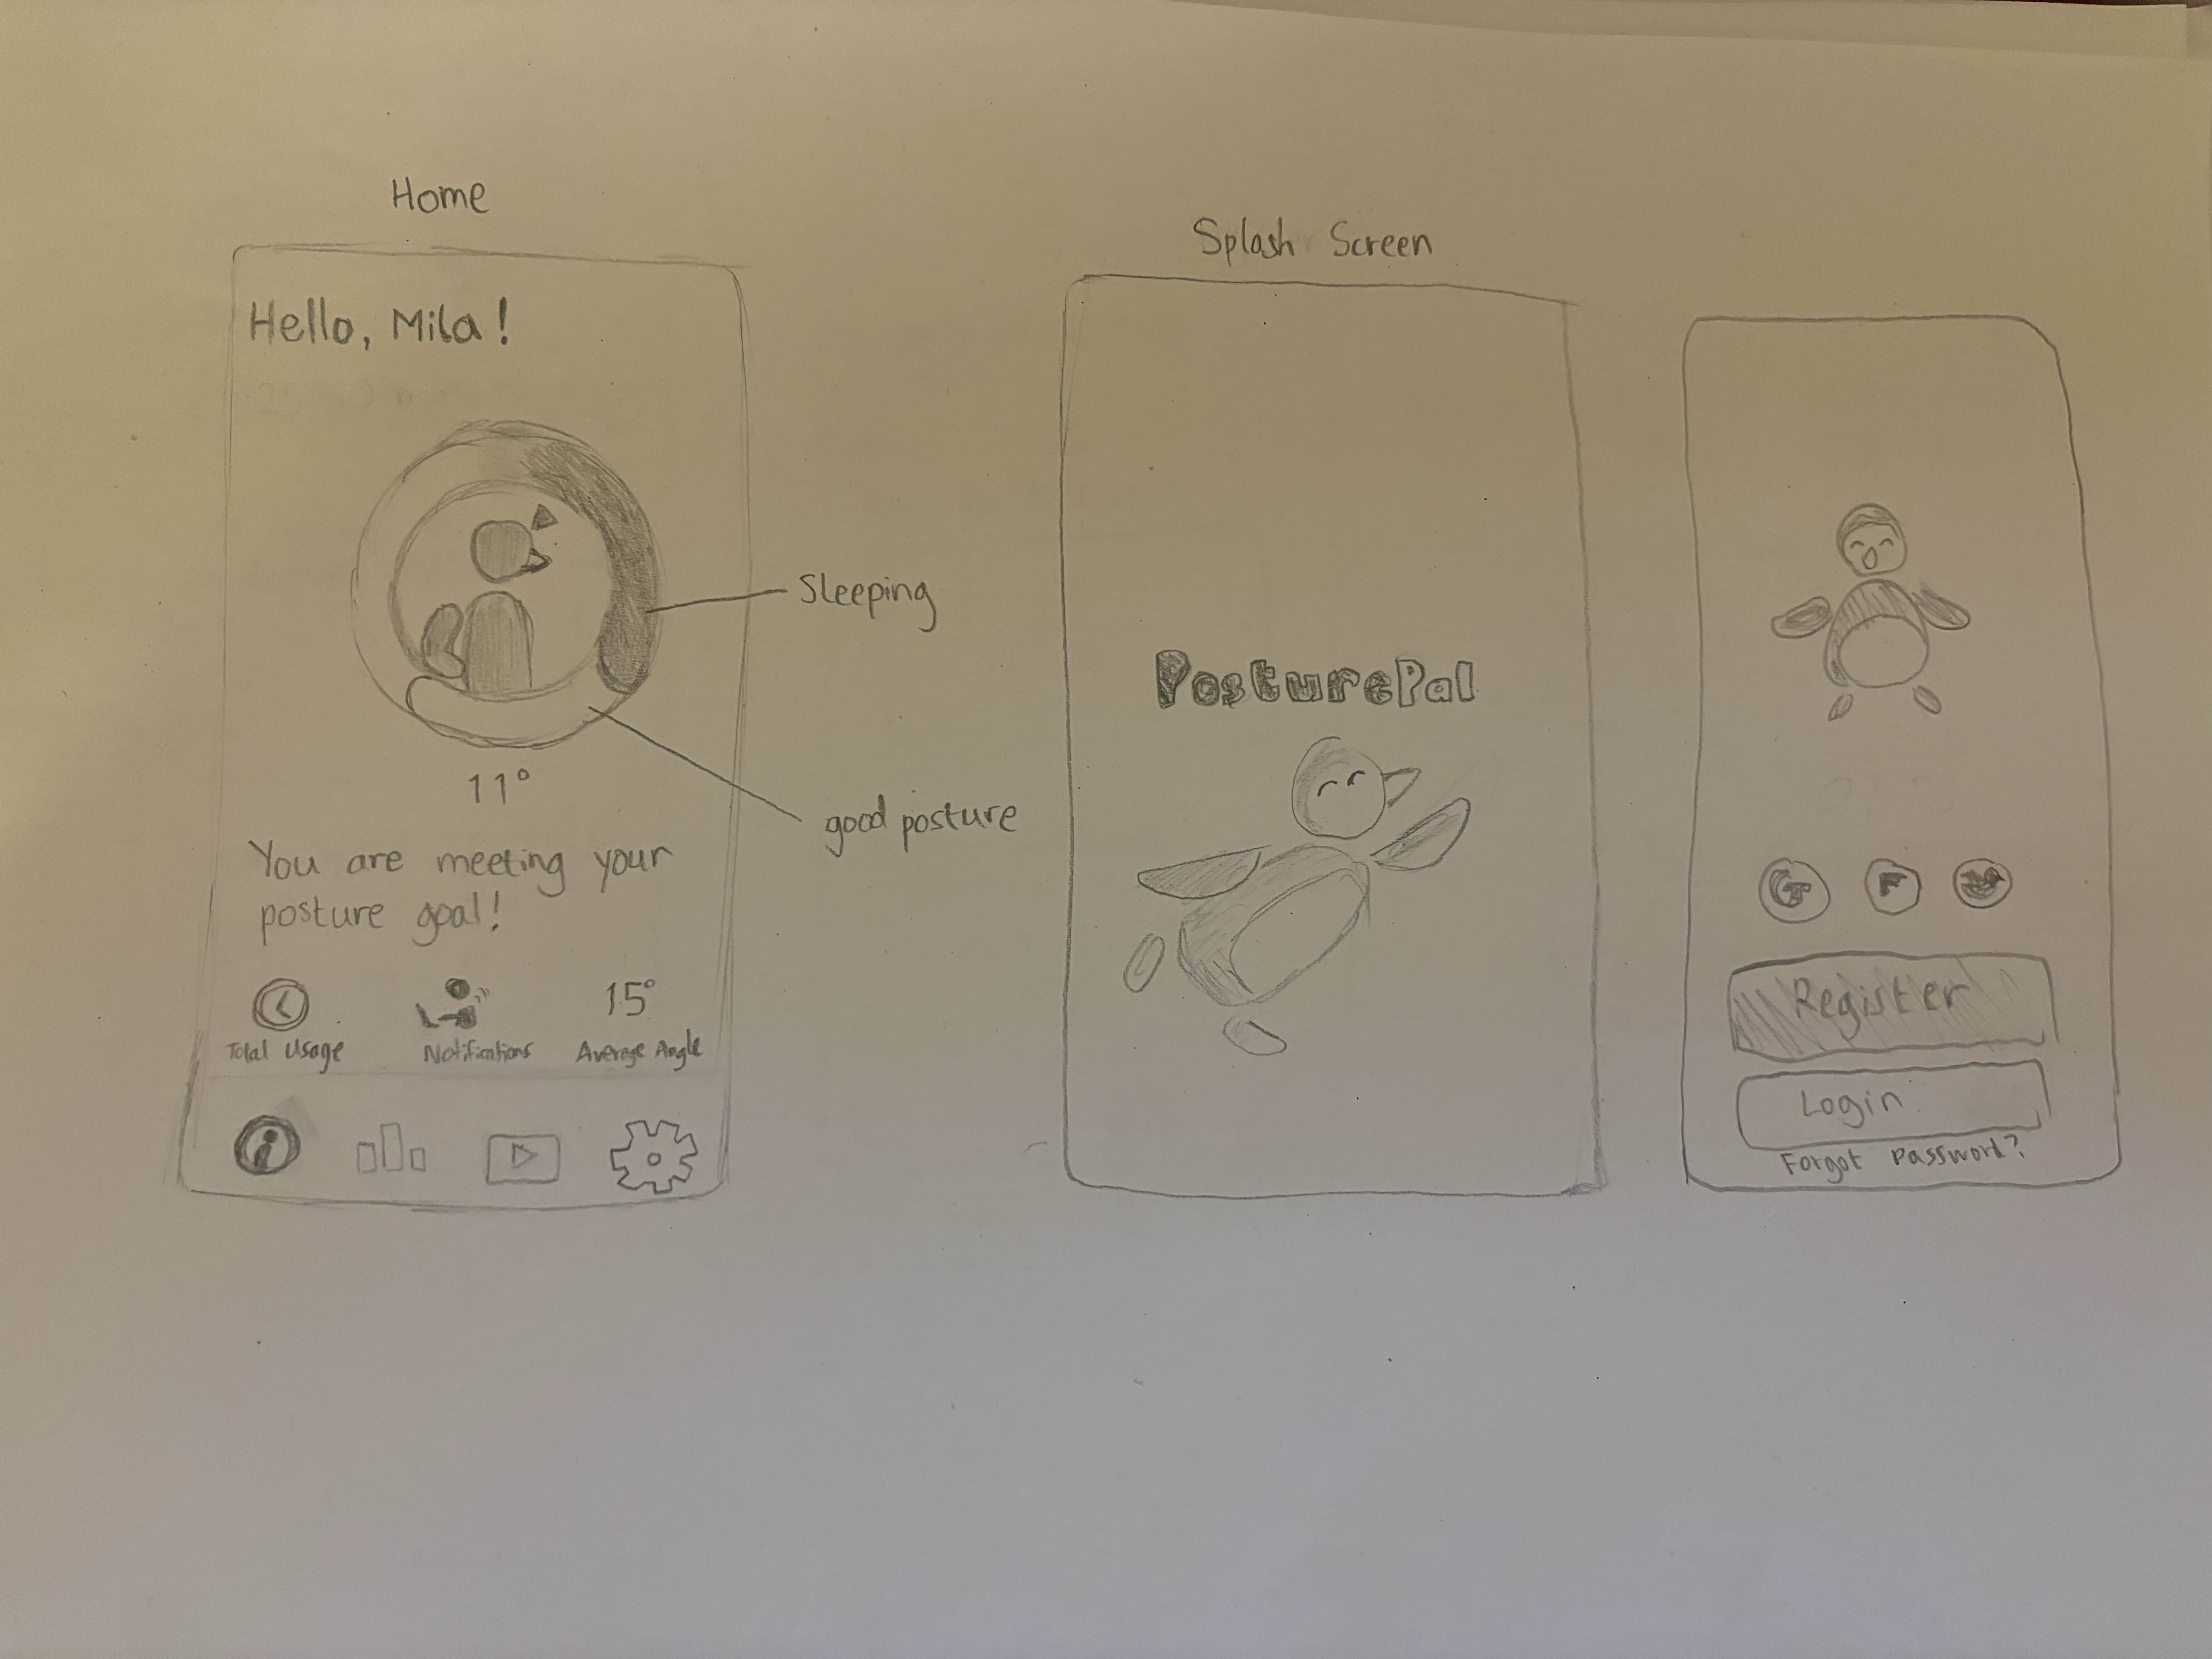 Home
Hello, Mila!
Sleeping
11°
good posture
You are meeting your
posture goal!
15°
Total Usage
Notifications
Average Angle
Splash Screen
PosturePal
G
F
Register
Login
Forgot Password?